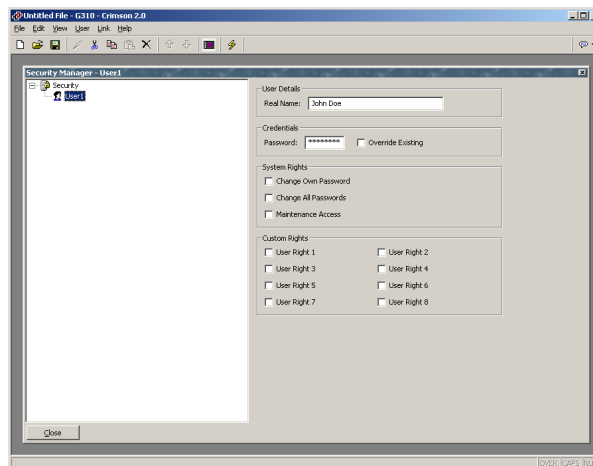 Untitled File - G310 - Crimson 2.0
File Edit View User Link Help
Security Manager - User1
Security
User1
User Details
Real Name: John Doe
Credentials
Password: ******** Override Existing
System Rights
Change Own Password
Change All Passwords
Maintenance Access
Custom Rights
User Right 1 User Right 2
User Right 3 User Right 4
User Right 5 User Right 6
User Right 7 User Right 8
Close
OVER CAPS NU